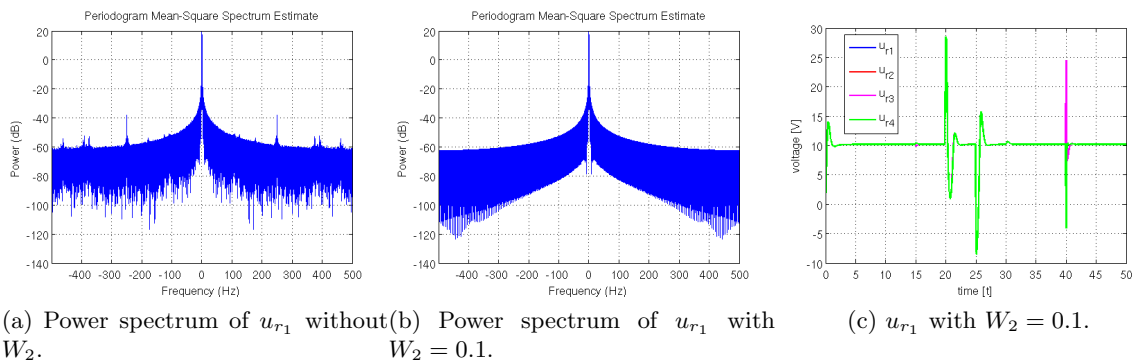 Periodogram Mean-Square Spectrum Estimate
20
0
-20
-40
-60
-80
-100
-120
-140
Power (dB)
-400 -300 -200 -100 0 100 200 300 400 500
Frequency (Hz)
(a) Power spectrum of u_{r_1} without
W_2.
Periodogram Mean-Square Spectrum Estimate
20
0
-20
-40
-60
-80
-100
-120
-140
Power (dB)
-400 -300 -200 -100 0 100 200 300 400 500
Frequency (Hz)
(b) Power spectrum of u_{r_1} with
W_2 = 0.1.
30
25
20
15
10
5
0
-5
-10
voltage [V]
u_{r1}
u_{r2}
u_{r3}
u_{r4}
0 5 10 15 20 25 30 35 40 45 50
time [t]
(c) u_{r_1} with W_2 = 0.1.